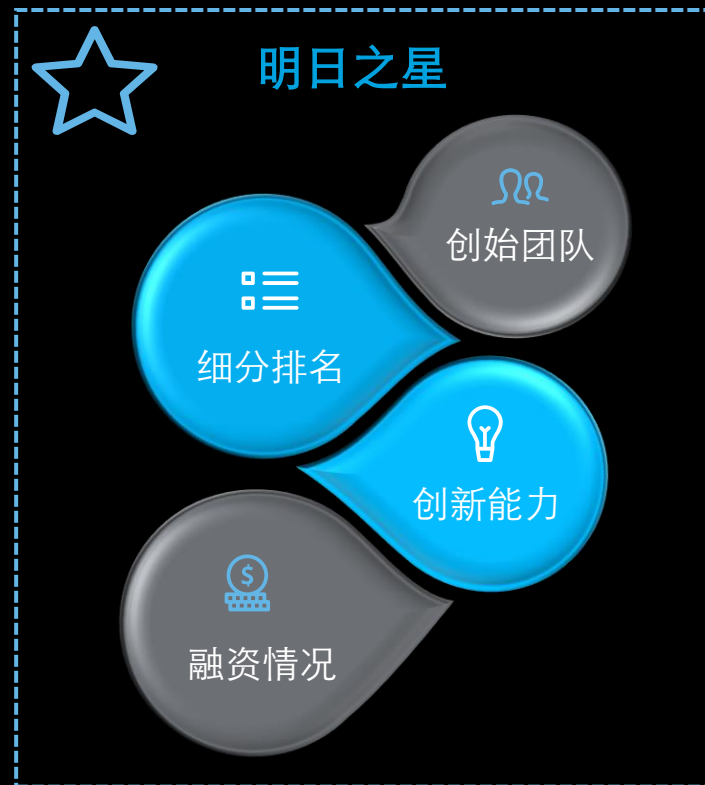 明日之星
创始团队
细分排名
创新能力
融资情况